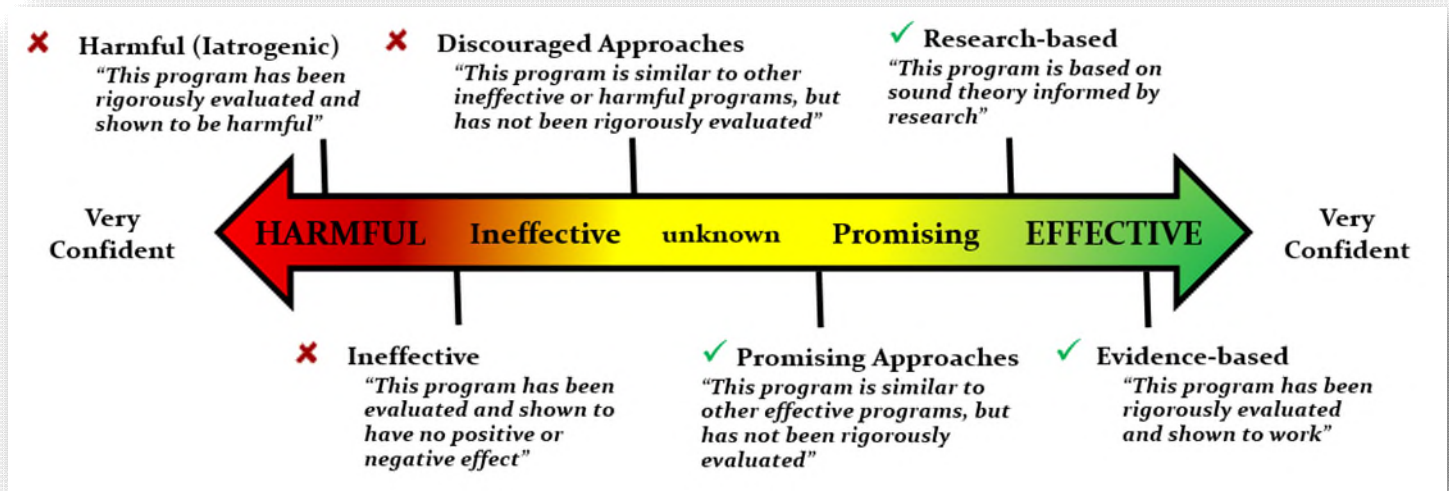 Harmful (Iatrogenic)
“This program has been
rigorously evaluated and
shown to be harmful”
Discouraged Approaches
“This program is similar to other
ineffective or harmful programs, but
has not been rigorously evaluated”
Research-based
“This program is based on
sound theory informed by
research”
Very
Confident
HARMFUL Ineffective unknown Promising EFFECTIVE
Very
Confident
Ineffective
“This program has been
evaluated and shown to
have no positive or
negative effect”
Promising Approaches
“This program is similar to
other effective programs, but
has not been rigorously
evaluated”
Evidence-based
“This program has been
rigorously evaluated
and shown to work”